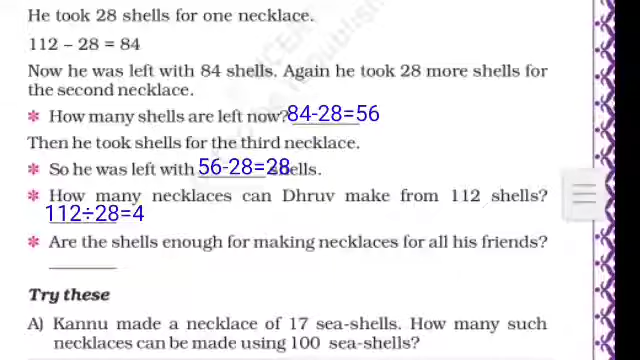 He took 28 shells for one necklace.
112 – 28 = 84
Now he was left with 84 shells. Again he took 28 more shells for
the second necklace.
* How many shells are left now? 84-28=56
Then he took shells for the third necklace.
* So he was left with 56-28=28 shells.
* How many necklaces can Dhruv make from 112 shells?
112÷28=4
* Are the shells enough for making necklaces for all his friends?
Try these
A) Kannu made a necklace of 17 sea-shells. How many such
necklaces can be made using 100 sea-shells?